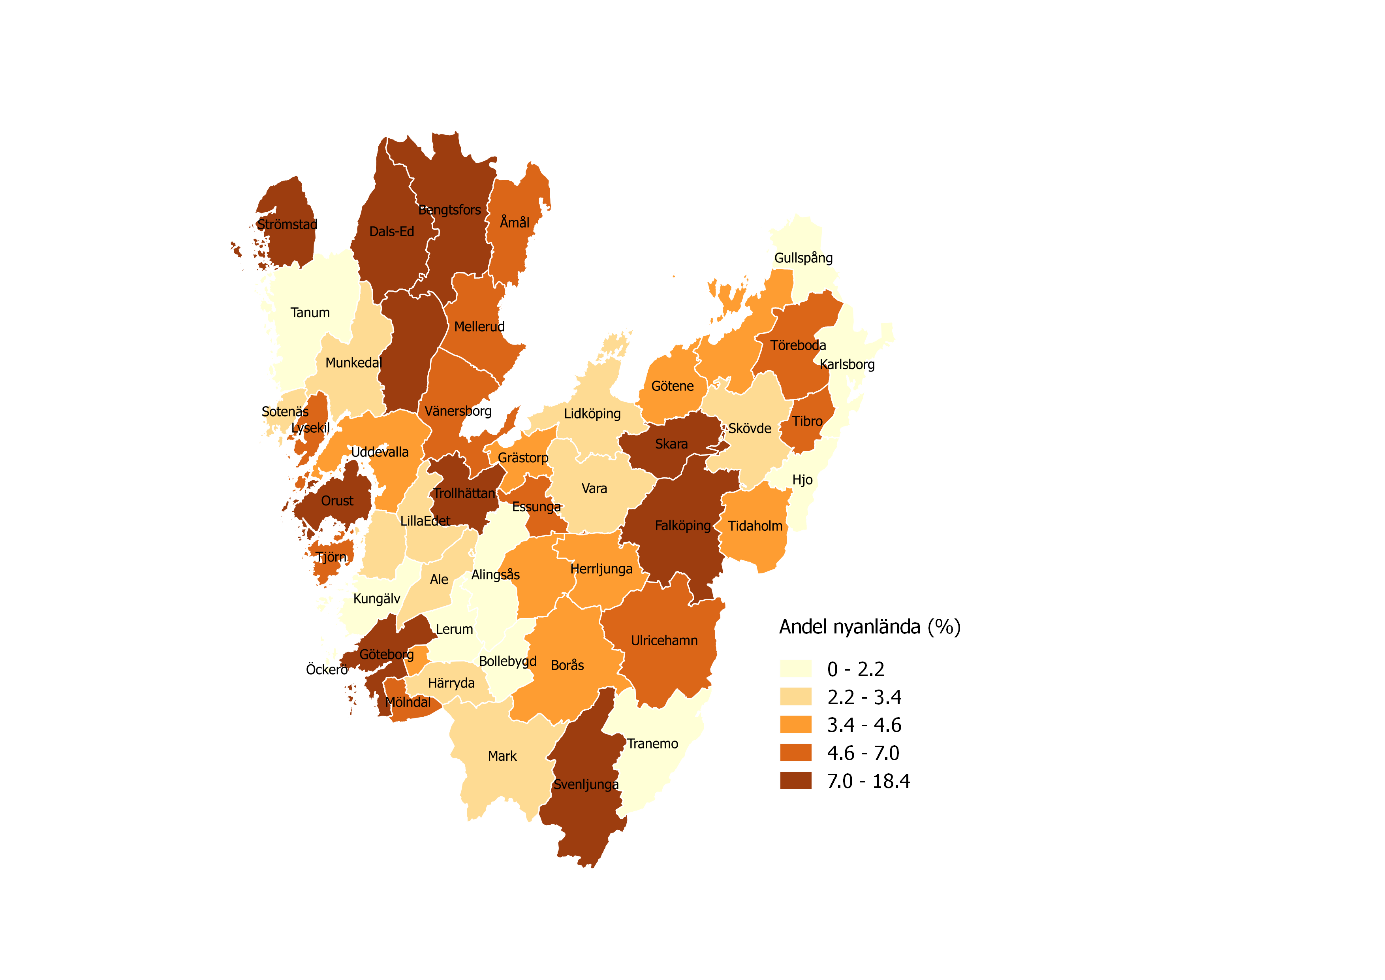 Bengtsfors
Strömstad
Dals-Ed
Åmål
Gullspång
Tanum
Mellerud
Töreboda
Munkedal
Karlsborg
Götene
Sotenäs
Vänersborg
Lidköping
Lysekil
Tibro
Skövde
Skara
Uddevalla
Grästorp
Hjo
Vara
Trollhättan
Orust
Essunga
LillaEdet
Falköping
Tidaholm
Tjörn
Herrljunga
Alingsås
Ale
Kungälv
Lerum
Ulricehamn
Göteborg
Bollebygd
Borås
Öckerö
Härryda
Mölndal
Tranemo
Mark
Svenljunga
Andel nyanlända (%)
0 - 2.2
2.2 - 3.4
3.4 - 4.6
4.6 - 7.0
7.0 - 18.4